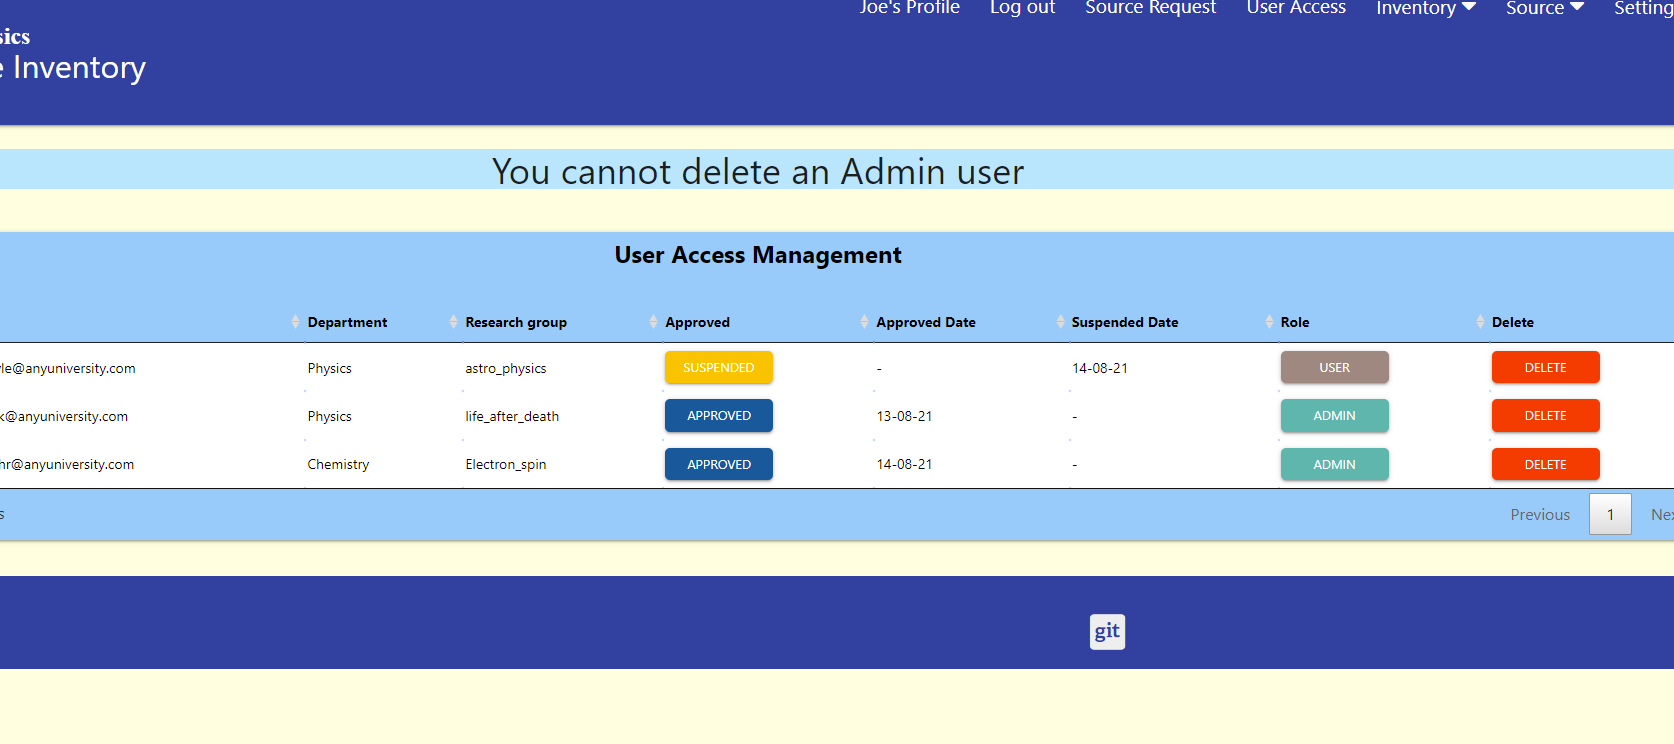 Joe's Profile Log out Source Request User Access Inventory Source Setting
sics
e Inventory
You cannot delete an Admin user
User Access Management
Department Research group Approved Approved Date Suspended Date Role Delete
le@anyuniversity.com Physics astro_physics SUSPENDED - 14-08-21 USER DELETE
k@anyuniversity.com Physics life_after_death APPROVED 13-08-21 - ADMIN DELETE
hr@anyuniversity.com Chemistry Electron_spin APPROVED 14-08-21 - ADMIN DELETE
s Previous 1 Nex
git